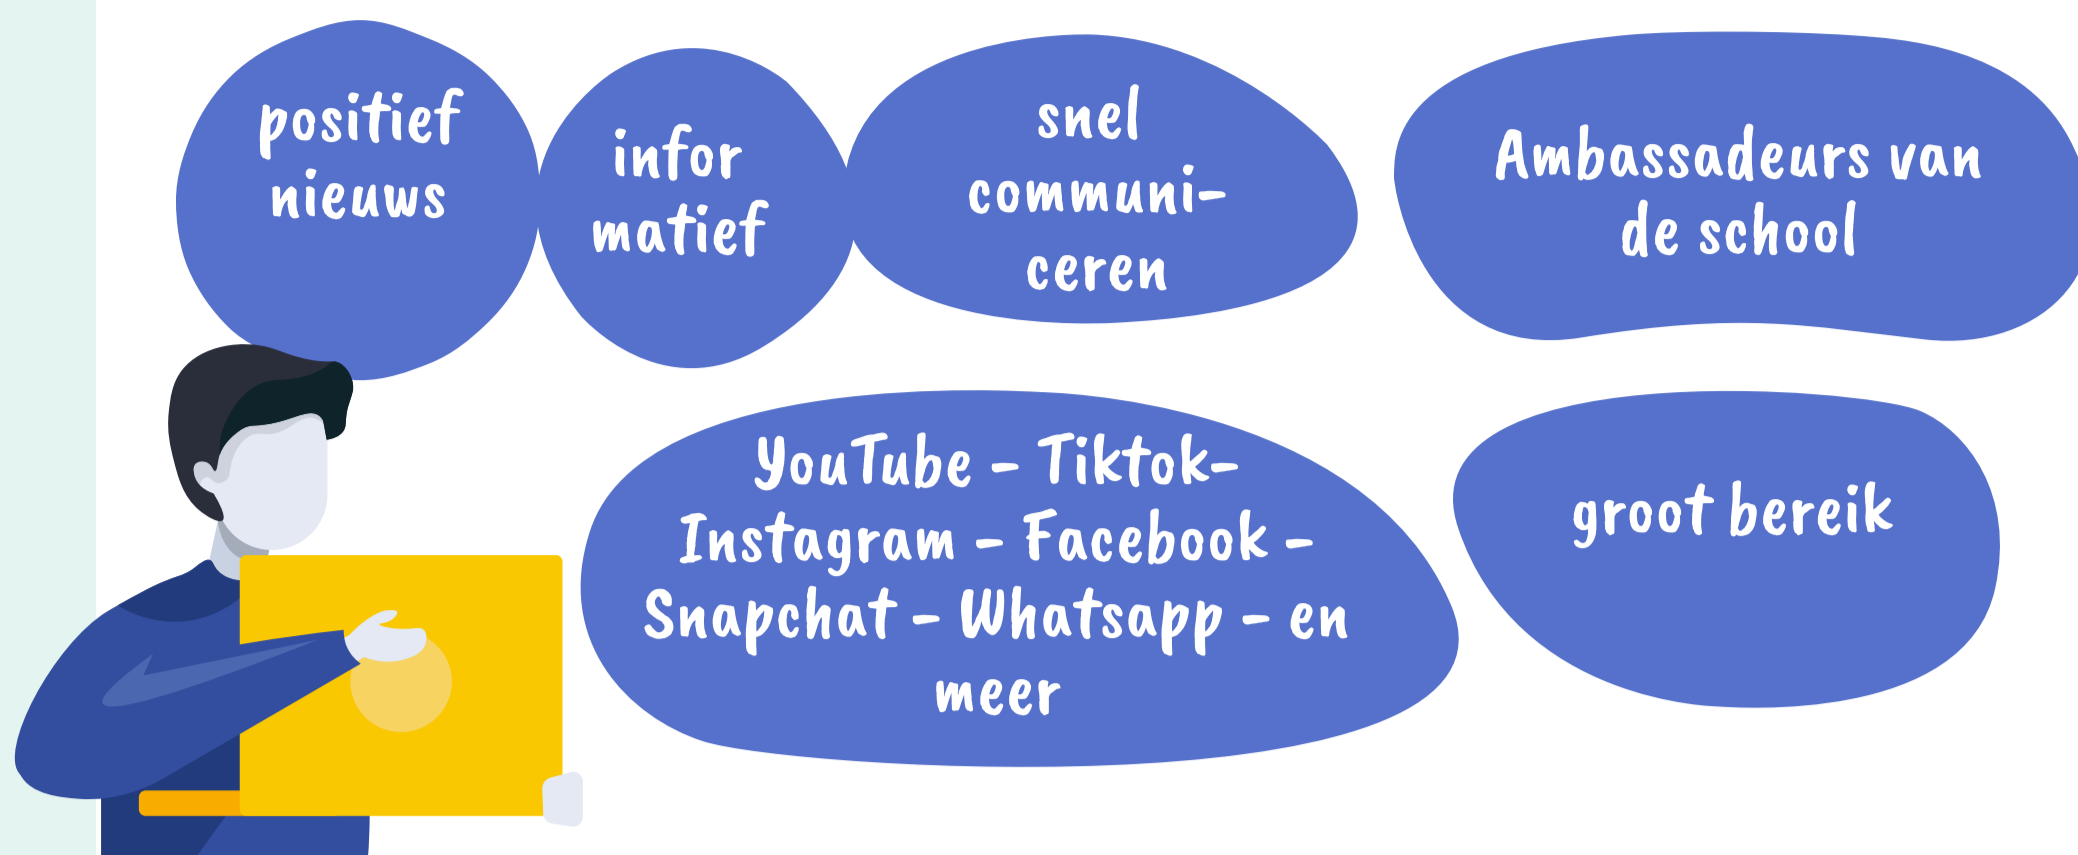 positief
nieuws
infor
matief
snel
communi-
ceren
Ambassadeurs van
de school
YouTube - Tiktok-
Instagram - Facebook -
Snapchat - Whatsapp - en
meer
groot bereik